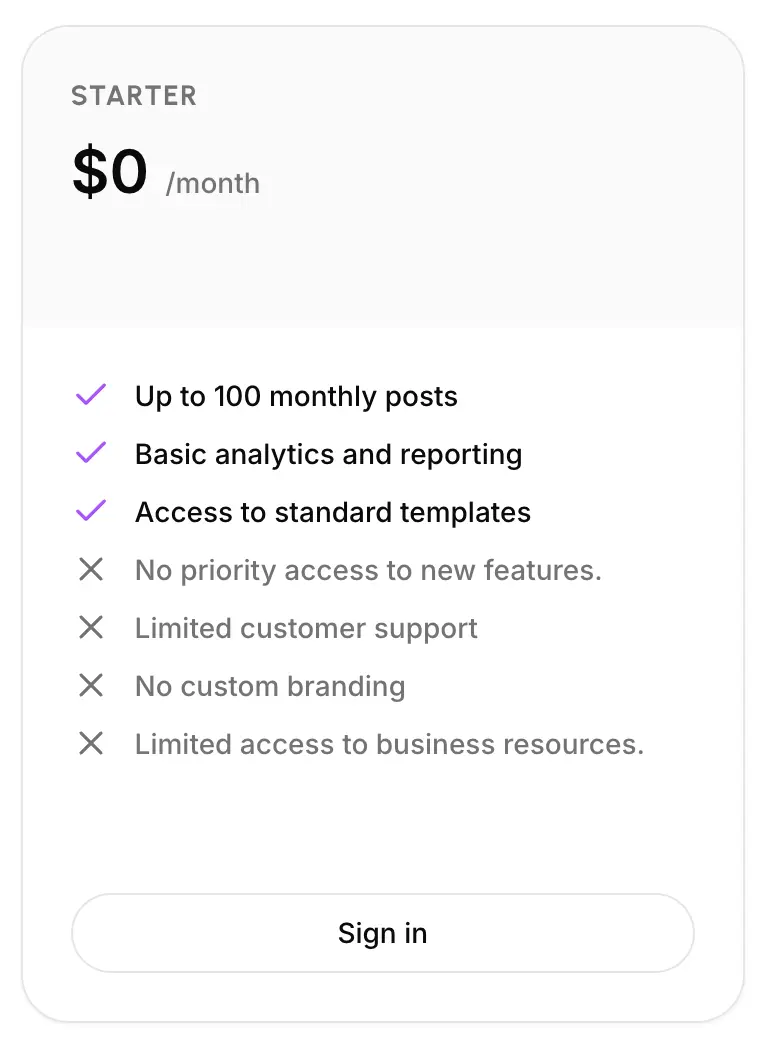 STARTER
$0 /month
Up to 100 monthly posts
Basic analytics and reporting
Access to standard templates
No priority access to new features.
Limited customer support
No custom branding
Limited access to business resources.
Sign in